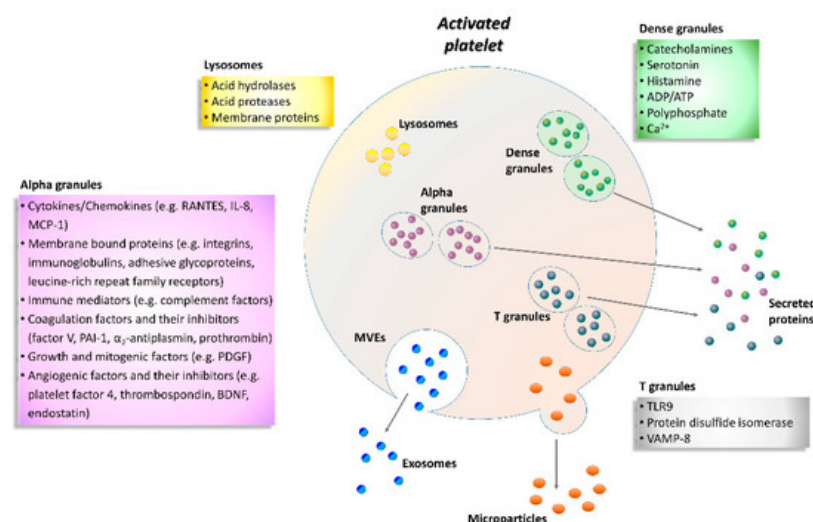 Activated
platelet
Dense granules
• Catecholamines
• Serotonin
• Histamine
• ADP/ATP
• Polyphosphate
• Ca²⁺
Lysosomes
• Acid hydrolases
• Acid proteases
• Membrane proteins
Lysosomes
Dense
granules
Alpha granules
• Cytokines/Chemokines (e.g. RANTES, IL-8,
MCP-1)
• Membrane bound proteins (e.g. integrins,
immunoglobulins, adhesive glycoproteins,
leucine-rich repeat family receptors)
• Immune mediators (e.g. complement factors)
• Coagulation factors and their inhibitors
(factor V, PAI-1, α₂-antiplasmin, prothrombin)
• Growth and mitogenic factors (e.g. PDGF)
• Angiogenic factors and their inhibitors (e.g.
platelet factor 4, thrombospondin, BDNF,
endostatin)
Alpha
granules
T granules
Secreted
proteins
MVEs
T granules
• TLR9
• Protein disulfide isomerase
• VAMP-8
Exosomes
Microparticles